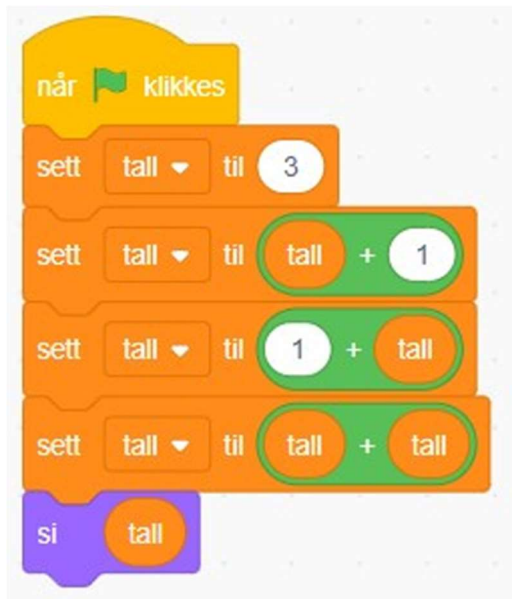 når klikkes
sett tall til 3
sett tall til tall + 1
sett tall til 1 + tall
sett tall til tall + tall
si tall